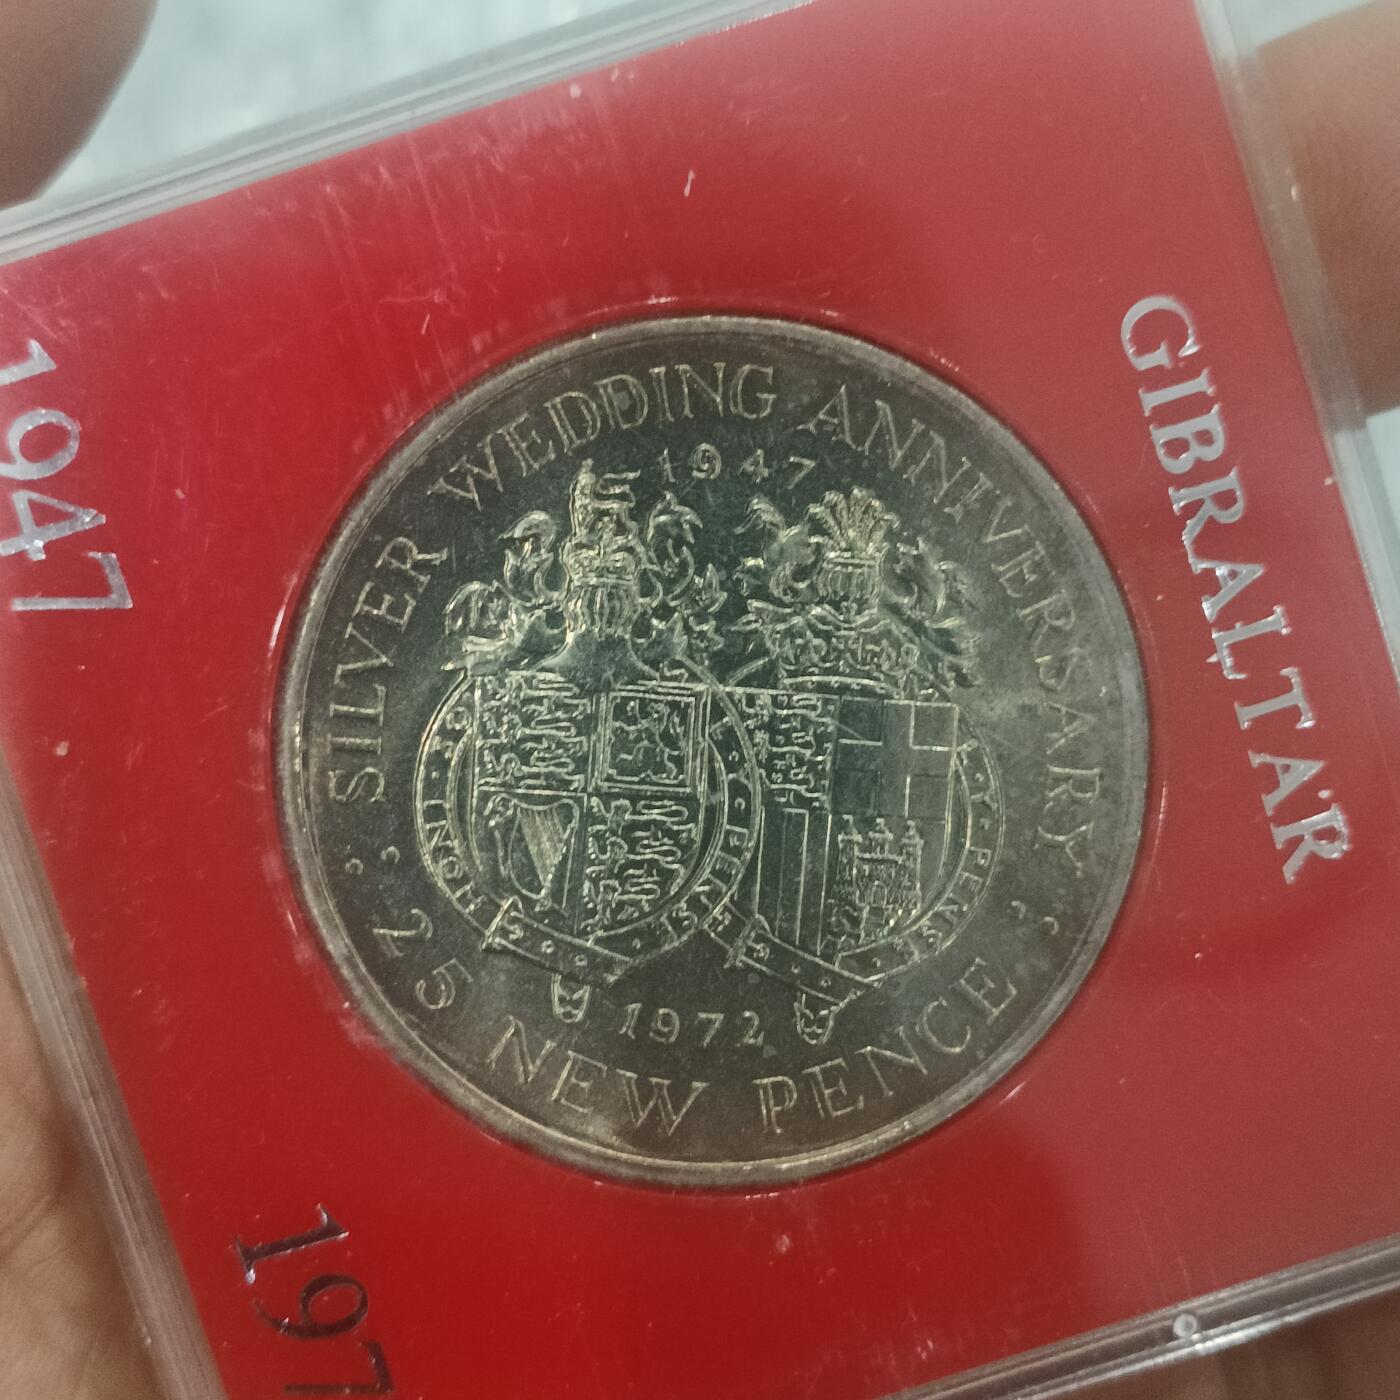 GIBRALTAR
SILVER WEDDING ANNIVERSARY
1947
1972
25 NEW PENCE
1947
197